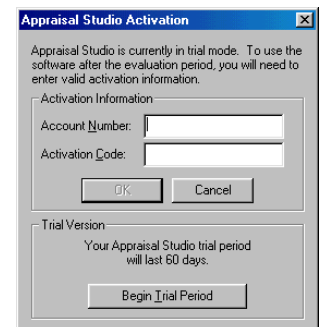 Appraisal Studio Activation
Appraisal Studio is currently in trial mode. To use the
software after the evaluation period, you will need to
enter valid activation information.
Activation Information
Account Number:
Activation Code:
OK Cancel
Trial Version
Your Appraisal Studio trial period
will last 60 days.
Begin Trial Period